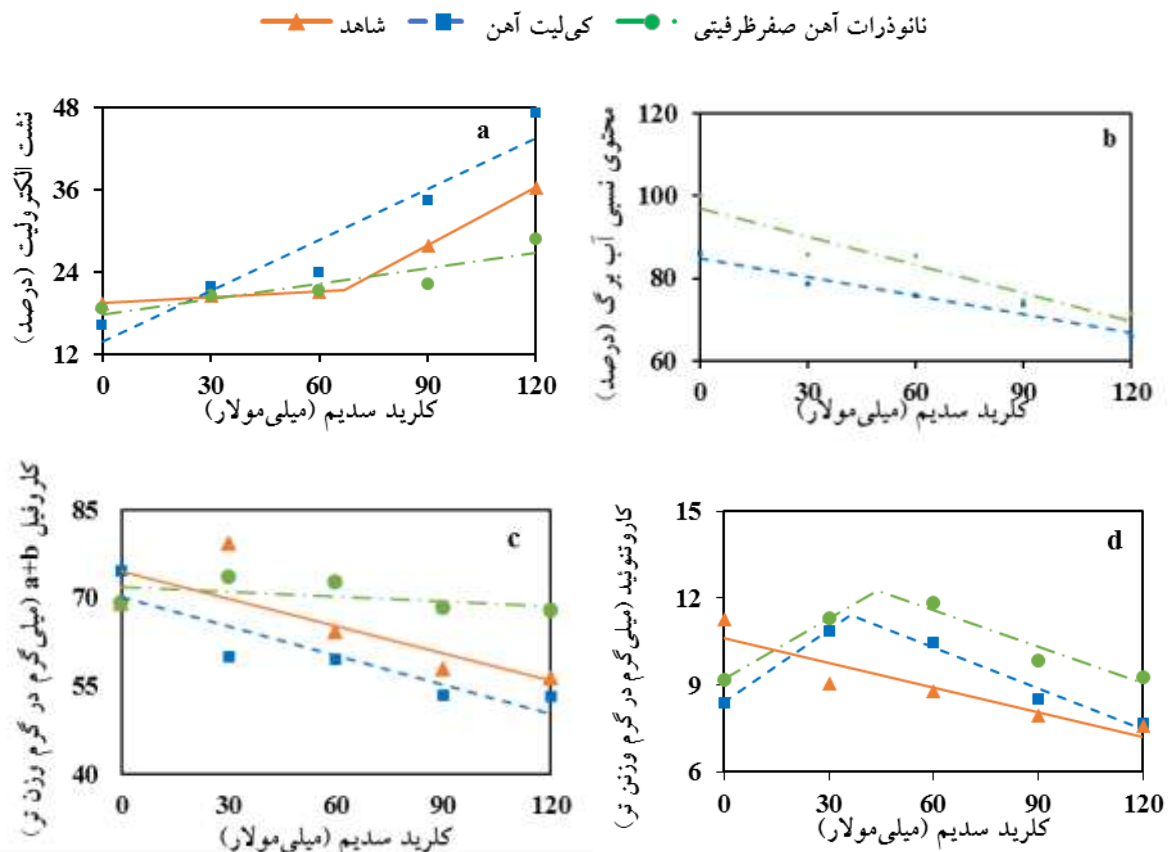 شاهد کی‌لیت آهن نانوذرات آهن صفرظرفیتی
نشت الکترولیت (درصد)
a
48
36
24
12
0 30 60 90 120
کلرید سدیم (میلی‌مولار)
محتوی نسبی آب برگ (درصد)
b
120
100
80
60
0 30 60 90 120
کلرید سدیم (میلی‌مولار)
کلروفیل a+b (میلی‌گرم در گرم وزن تر)
c
85
70
55
40
0 30 60 90 120
کلرید سدیم (میلی‌مولار)
کاروتنوئید (میلی‌گرم در گرم وزن تر)
d
15
12
9
6
0 30 60 90 120
کلرید سدیم (میلی‌مولار)